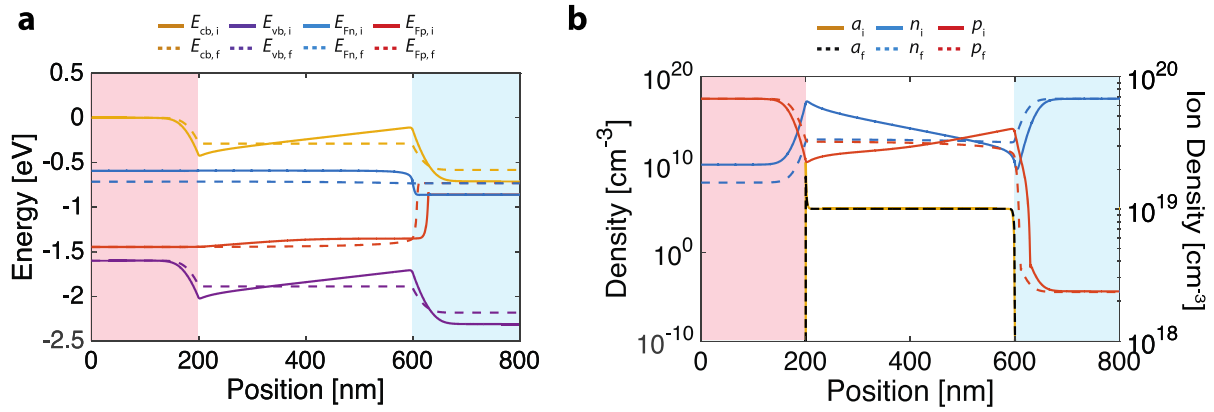 a
E_cb, i E_vb, i E_Fn, i E_Fp, i
E_cb, f E_vb, f E_Fn, f E_Fp, f
0.5
0
-0.5
-1
-1.5
-2
-2.5
Energy [eV]
0 200 400 600 800
Position [nm]
b
a_i n_i p_i
a_f n_f p_f
10^20
10^10
10^0
10^-10
Density [cm^-3]
10^20
10^19
10^18
Ion Density [cm^-3]
0 200 400 600 800
Position [nm]